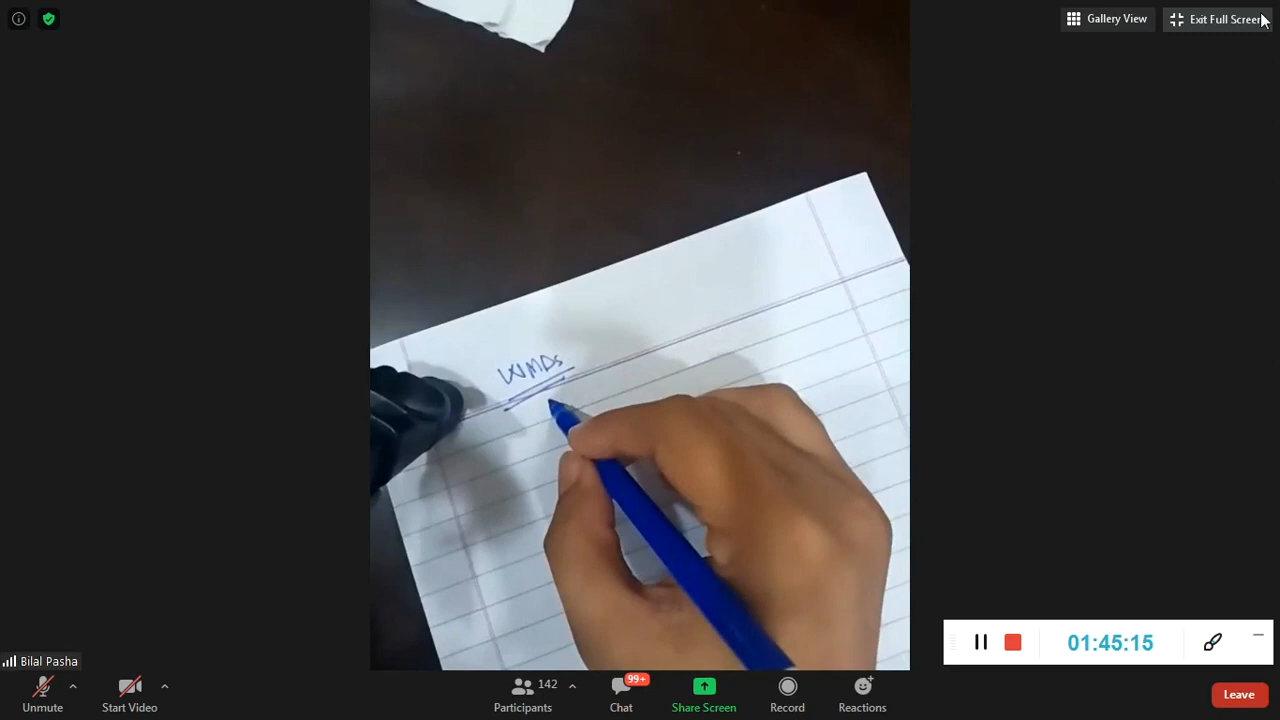 Gallery View
Exit Full Screen
WMDs
01:45:15
Bilal Pasha
Unmute
Start Video
142
Participants
99+
Chat
Share Screen
Record
Reactions
Leave